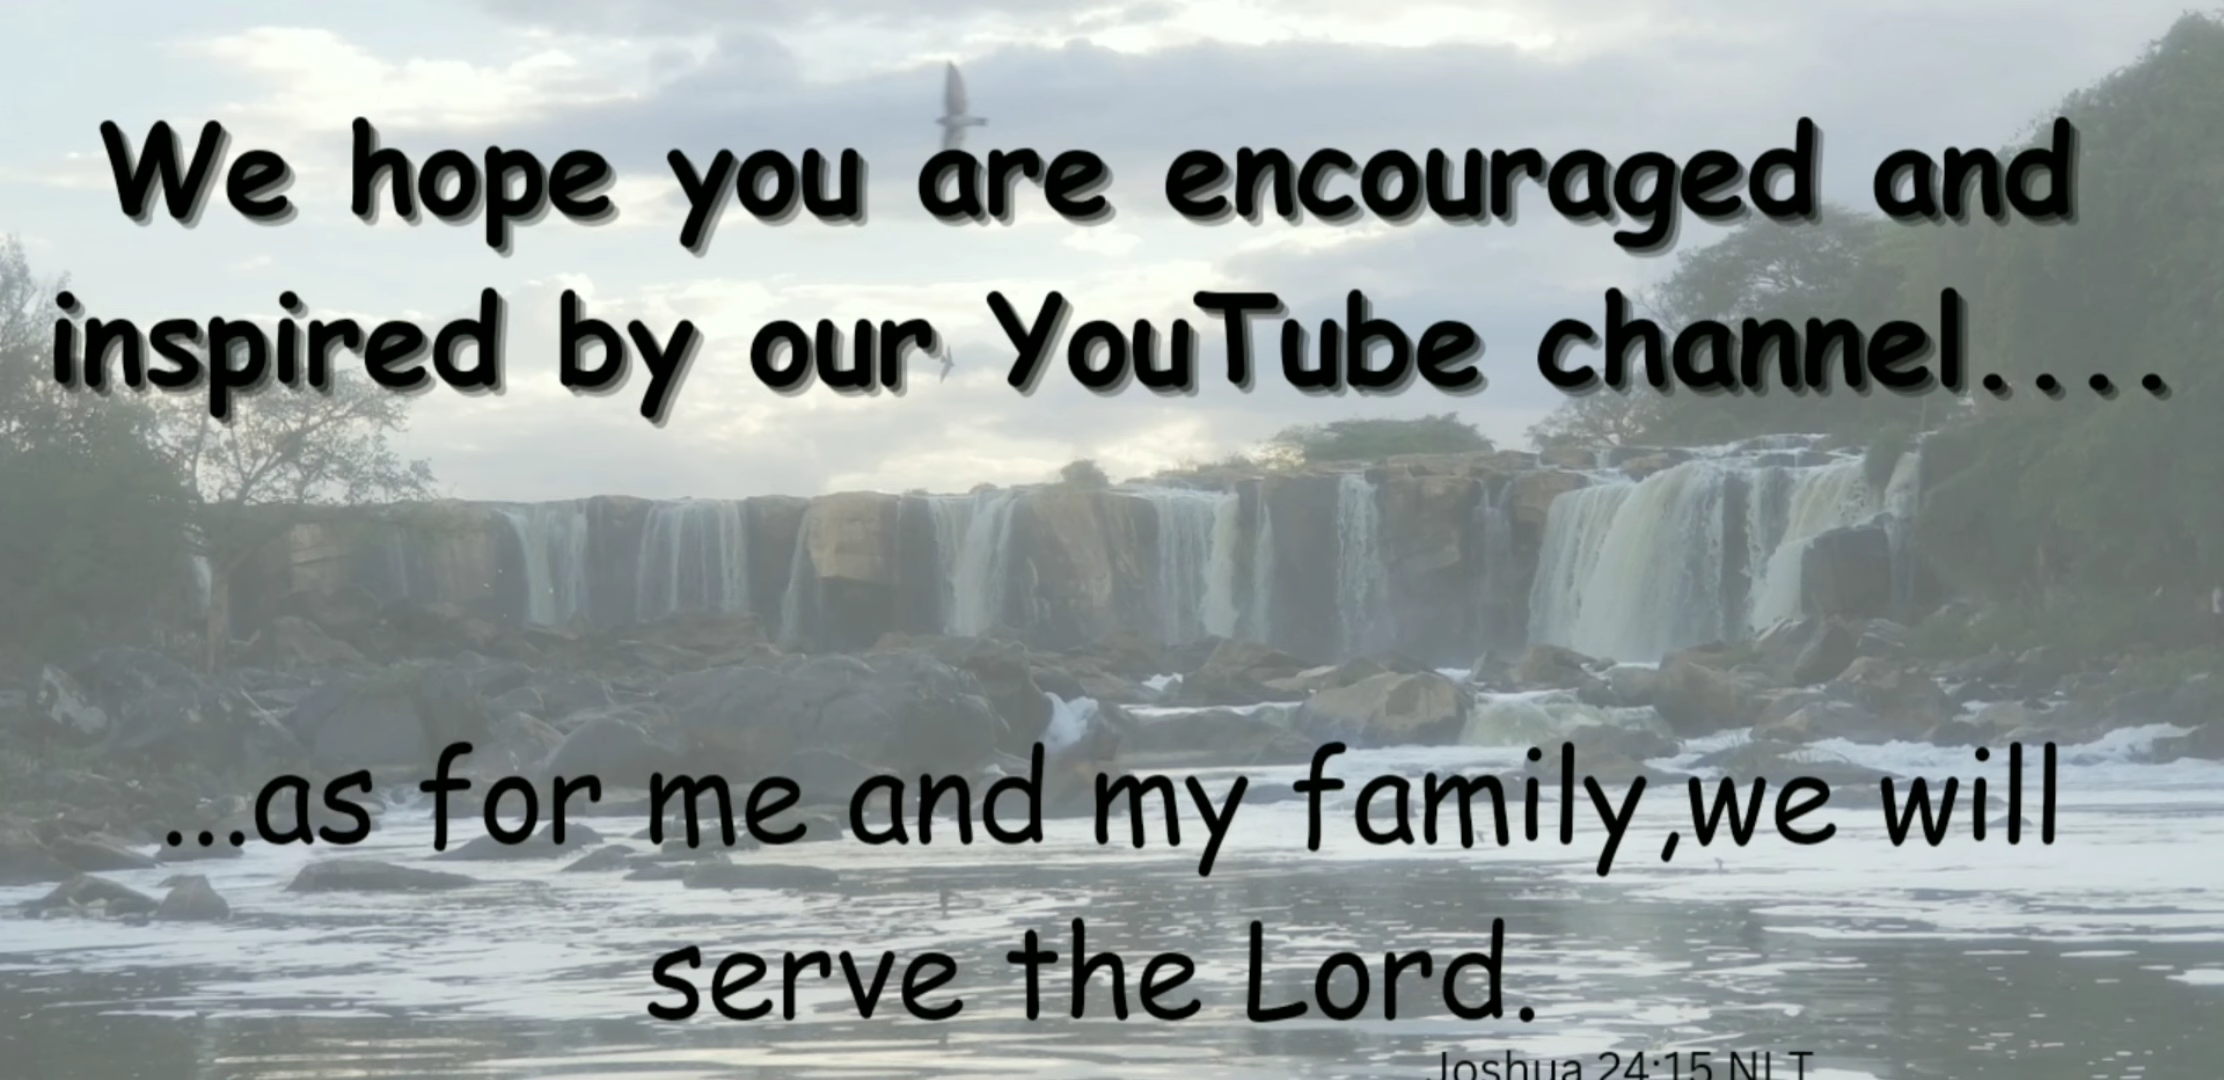 We hope you are encouraged and
inspired by our YouTube channel....
...as for me and my family,we will
serve the Lord.
Joshua 24:15 NLT